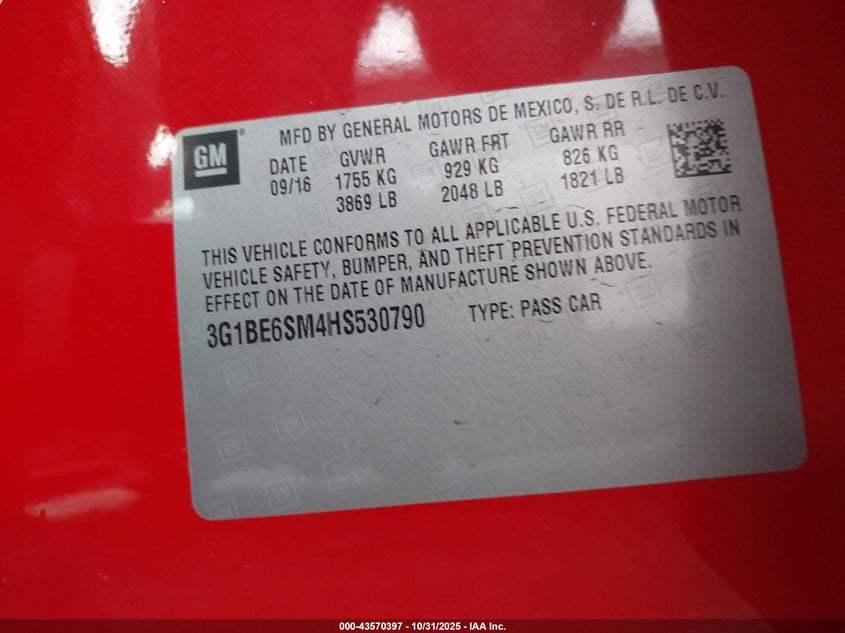 GM
MFD BY GENERAL MOTORS DE MEXICO, S. DE R.L. DE C.V.
DATE GVWR GAWR FRT GAWR RR
09/16 1755 KG 929 KG 826 KG
3869 LB 2048 LB 1821 LB
THIS VEHICLE CONFORMS TO ALL APPLICABLE U.S. FEDERAL MOTOR
VEHICLE SAFETY, BUMPER, AND THEFT PREVENTION STANDARDS IN
EFFECT ON THE DATE OF MANUFACTURE SHOWN ABOVE.
3G1BE6SM4HS530790 TYPE: PASS CAR
000-43570397 - 10/31/2025 - IAA Inc.